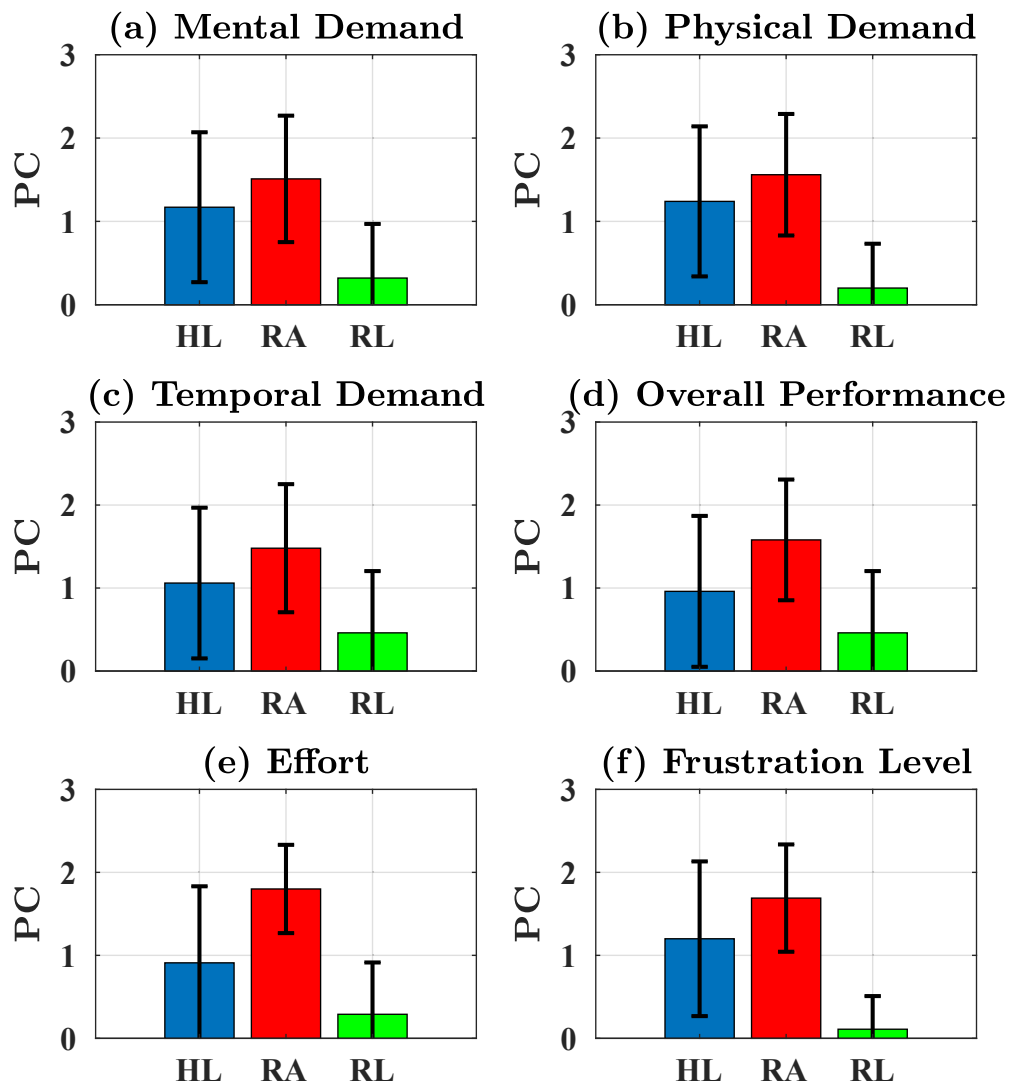 (a) Mental Demand
3
2
1
0
PC
HL RA RL
(b) Physical Demand
3
2
1
0
PC
HL RA RL
(c) Temporal Demand
3
2
1
0
PC
HL RA RL
(d) Overall Performance
3
2
1
0
PC
HL RA RL
(e) Effort
3
2
1
0
PC
HL RA RL
(f) Frustration Level
3
2
1
0
PC
HL RA RL